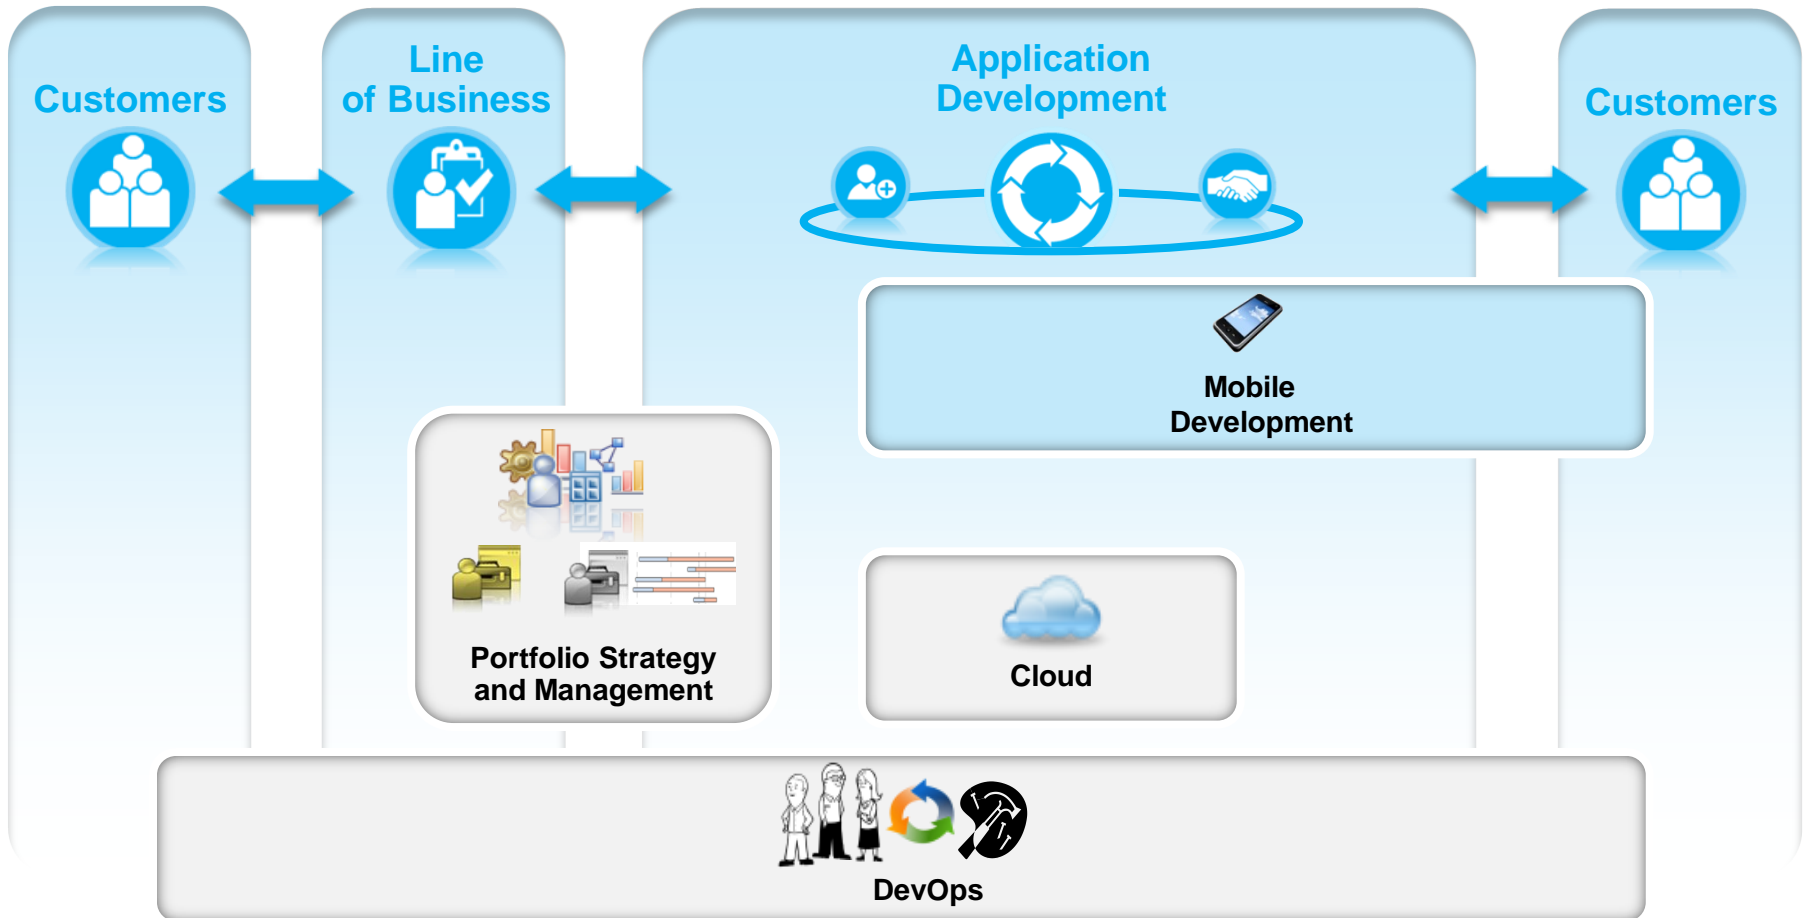 Customers
Line
of Business
Application
Development
Customers
Mobile
Development
Portfolio Strategy
and Management
Cloud
DevOps